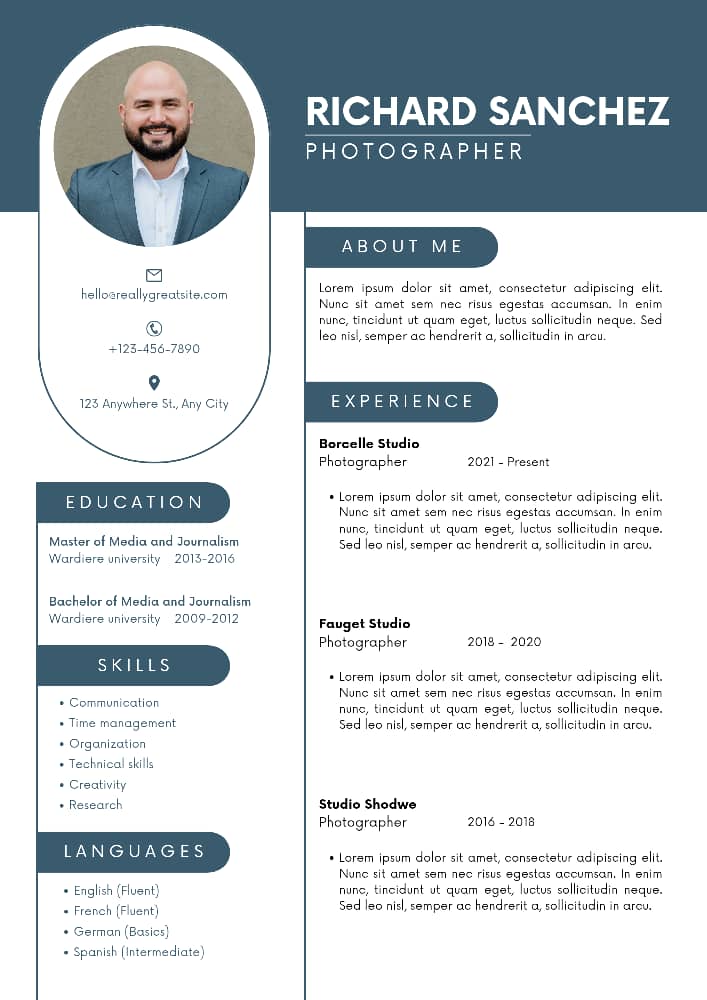 RICHARD SANCHEZ
PHOTOGRAPHER
hello@reallygreatsite.com
+123-456-7890
123 Anywhere St., Any City
EDUCATION
Master of Media and Journalism
Wardiere university 2013-2016
Bachelor of Media and Journalism
Wardiere university 2009-2012
SKILLS
• Communication
• Time management
• Organization
• Technical skills
• Creativity
• Research
LANGUAGES
• English (Fluent)
• French (Fluent)
• German (Basics)
• Spanish (Intermediate)
ABOUT ME
Lorem ipsum dolor sit amet, consectetur adipiscing elit.
Nunc sit amet sem nec risus egestas accumsan. In enim
nunc, tincidunt ut quam eget, luctus sollicitudin neque. Sed
leo nisl, semper ac hendrerit a, sollicitudin in arcu.
EXPERIENCE
Borcelle Studio
Photographer 2021 - Present
• Lorem ipsum dolor sit amet, consectetur adipiscing elit.
Nunc sit amet sem nec risus egestas accumsan. In enim
nunc, tincidunt ut quam eget, luctus sollicitudin neque.
Sed leo nisl, semper ac hendrerit a, sollicitudin in arcu.
Fauget Studio
Photographer 2018 - 2020
• Lorem ipsum dolor sit amet, consectetur adipiscing elit.
Nunc sit amet sem nec risus egestas accumsan. In enim
nunc, tincidunt ut quam eget, luctus sollicitudin neque.
Sed leo nisl, semper ac hendrerit a, sollicitudin in arcu.
Studio Shodwe
Photographer 2016 - 2018
• Lorem ipsum dolor sit amet, consectetur adipiscing elit.
Nunc sit amet sem nec risus egestas accumsan. In enim
nunc, tincidunt ut quam eget, luctus sollicitudin neque.
Sed leo nisl, semper ac hendrerit a, sollicitudin in arcu.